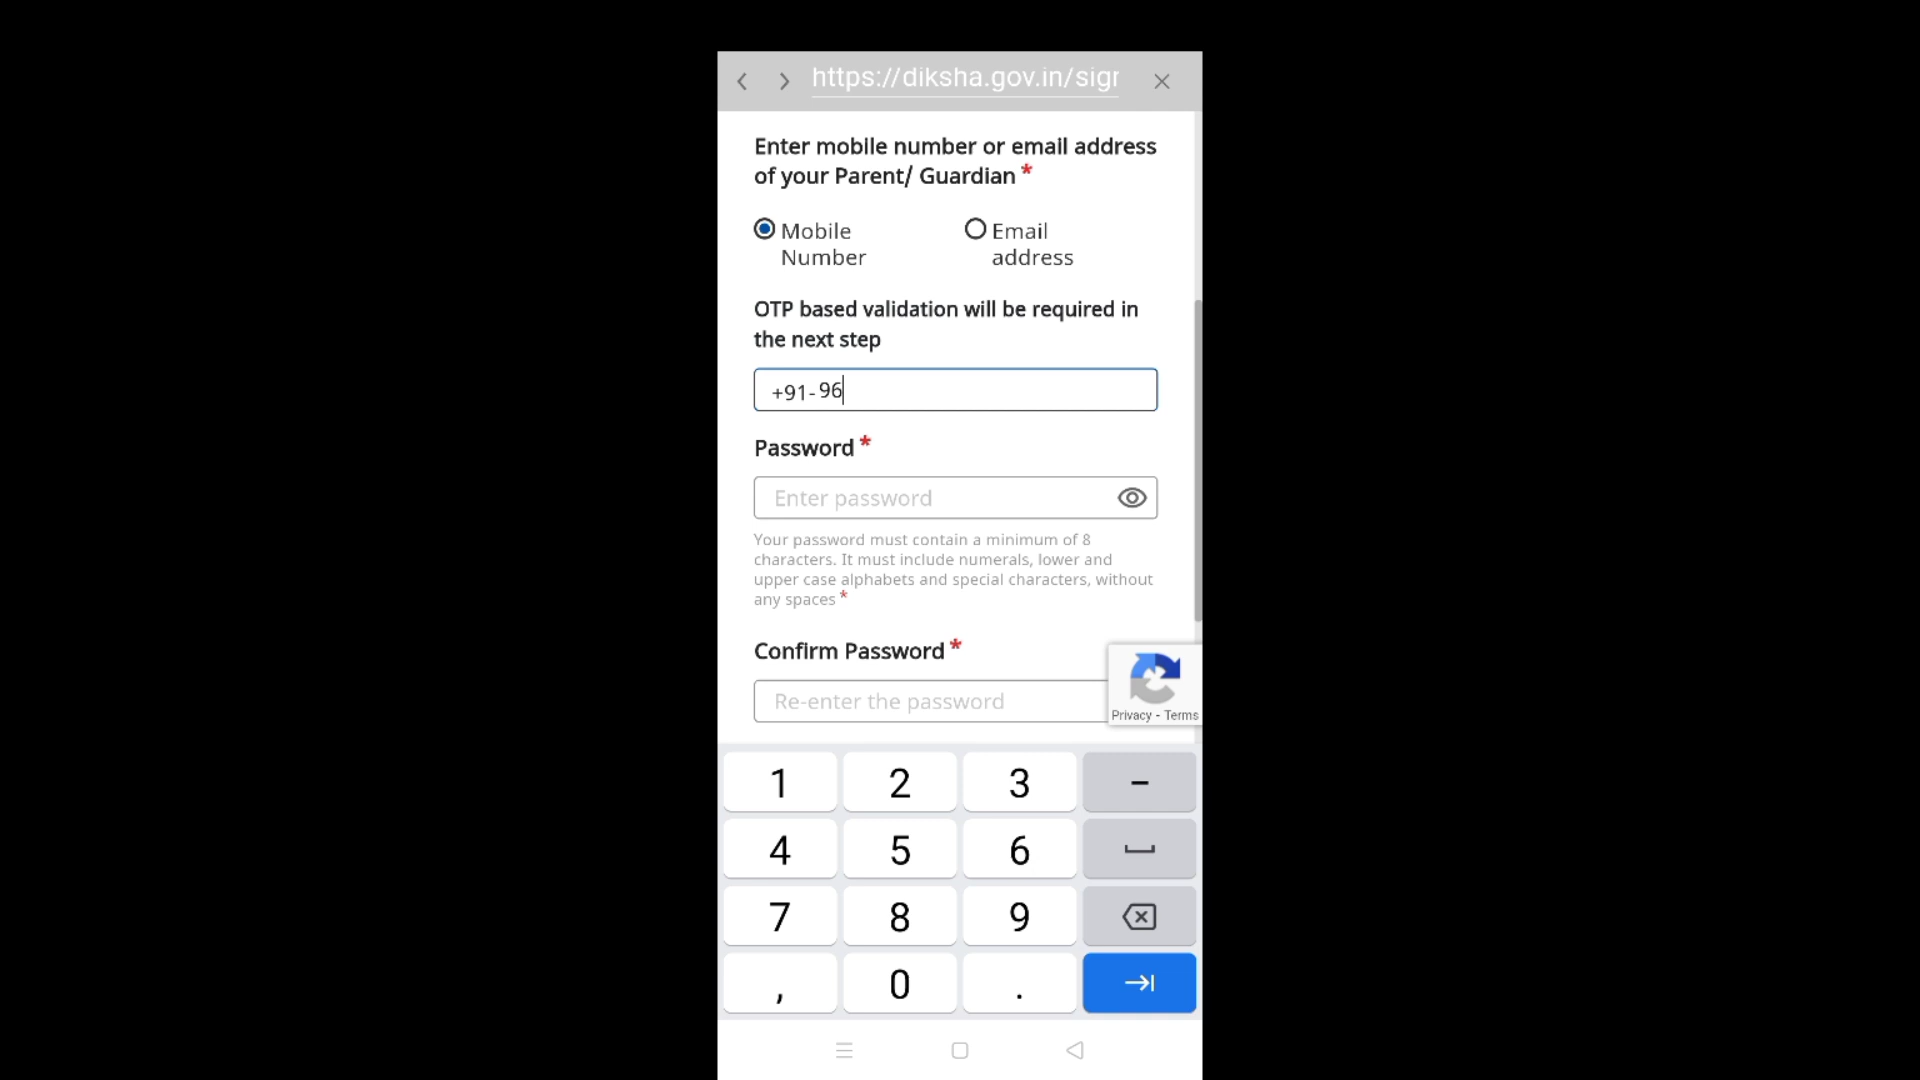 https://diksha.gov.in/sigr
Enter mobile number or email address
of your Parent/ Guardian *
Mobile Number
Email address
OTP based validation will be required in
the next step
+91-96
Password *
Enter password
Your password must contain a minimum of 8
characters. It must include numerals, lower and
upper case alphabets and special characters, without
any spaces *
Confirm Password *
Re-enter the password
Privacy - Terms
1 2 3 -
4 5 6
7 8 9
, 0 .